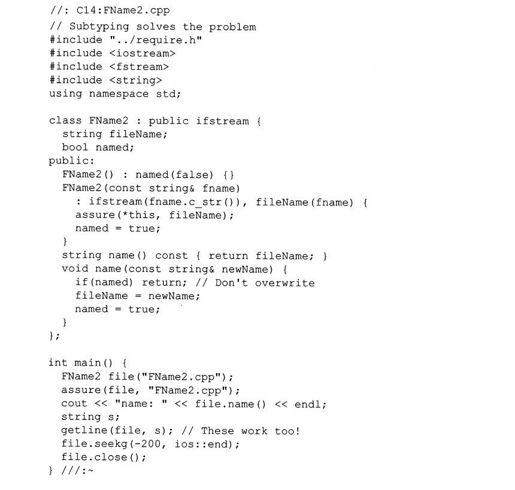 //: C14:FName2.cpp
// Subtyping solves the problem
#include "../require.h"
#include <iostream>
#include <fstream>
#include <string>
using namespace std;

class FName2 : public ifstream {
  string fileName;
  bool named;
public:
  FName2() : named(false) {}
  FName2(const string& fname)
    : ifstream(fname.c_str()), fileName(fname) {
    assure(*this, fileName);
    named = true;
  }
  string name() const { return fileName; }
  void name(const string& newName) {
    if(named) return; // Don't overwrite
    fileName = newName;
    named = true;
  }
};

int main() {
  FName2 file("FName2.cpp");
  assure(file, "FName2.cpp");
  cout << "name: " << file.name() << endl;
  string s;
  getline(file, s); // These work too!
  file.seekg(-200, ios::end);
  file.close();
} ///:~